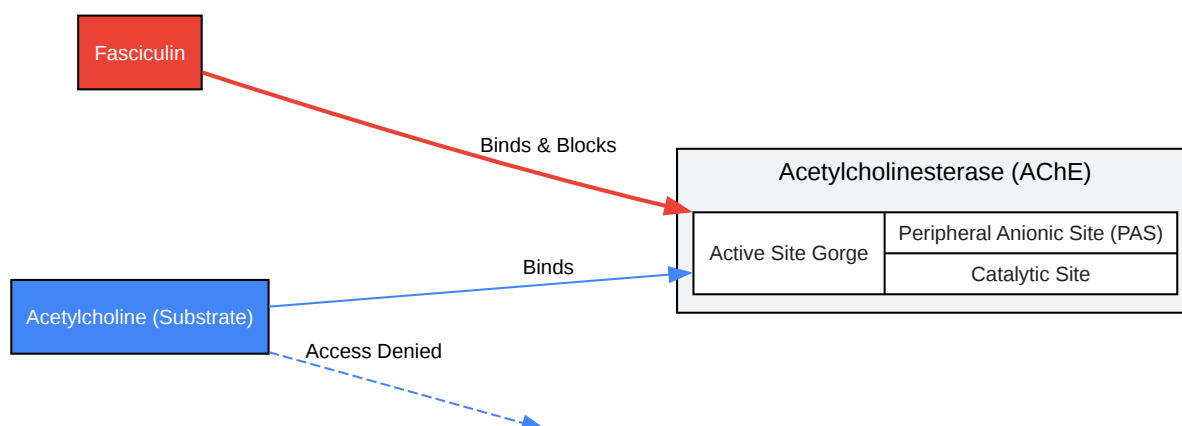 Fasciculin
Binds & Blocks
Acetylcholinesterase (AChE)
Active Site Gorge
Peripheral Anionic Site (PAS)
Catalytic Site
Binds
Acetylcholine (Substrate)
Access Denied